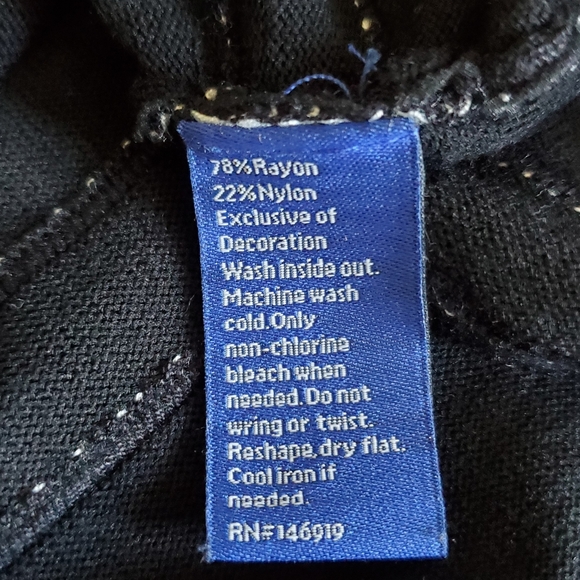 78%Rayon
22%Nylon
Exclusive of
Decoration
Wash inside out.
Machine wash
cold.Only
non-chlorine
bleach when
needed.Do not
wring or twist.
Reshape,dry flat.
Cool iron if
needed.
RN#146919